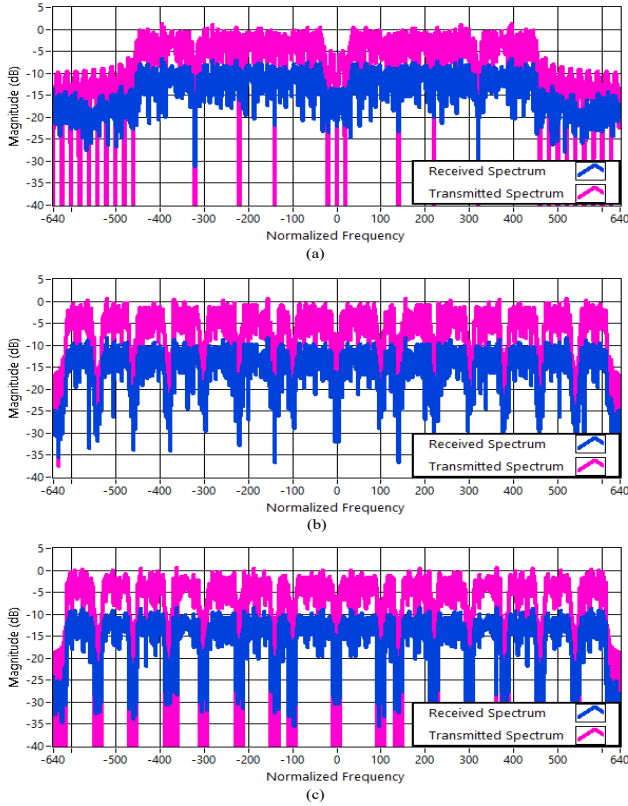 5
0
-5
-10
-15
-20
-25
-30
-35
-40
Magnitude (dB)
-640 -500 -400 -300 -200 -100 0 100 200 300 400 500 640
Normalized Frequency
Received Spectrum
Transmitted Spectrum
(a)
5
0
-5
-10
-15
-20
-25
-30
-35
-40
Magnitude (dB)
-640 -500 -400 -300 -200 -100 0 100 200 300 400 500 640
Normalized Frequency
Received Spectrum
Transmitted Spectrum
(b)
5
0
-5
-10
-15
-20
-25
-30
-35
-40
Magnitude (dB)
-640 -500 -400 -300 -200 -100 0 100 200 300 400 500 640
Normalized Frequency
Received Spectrum
Transmitted Spectrum
(c)